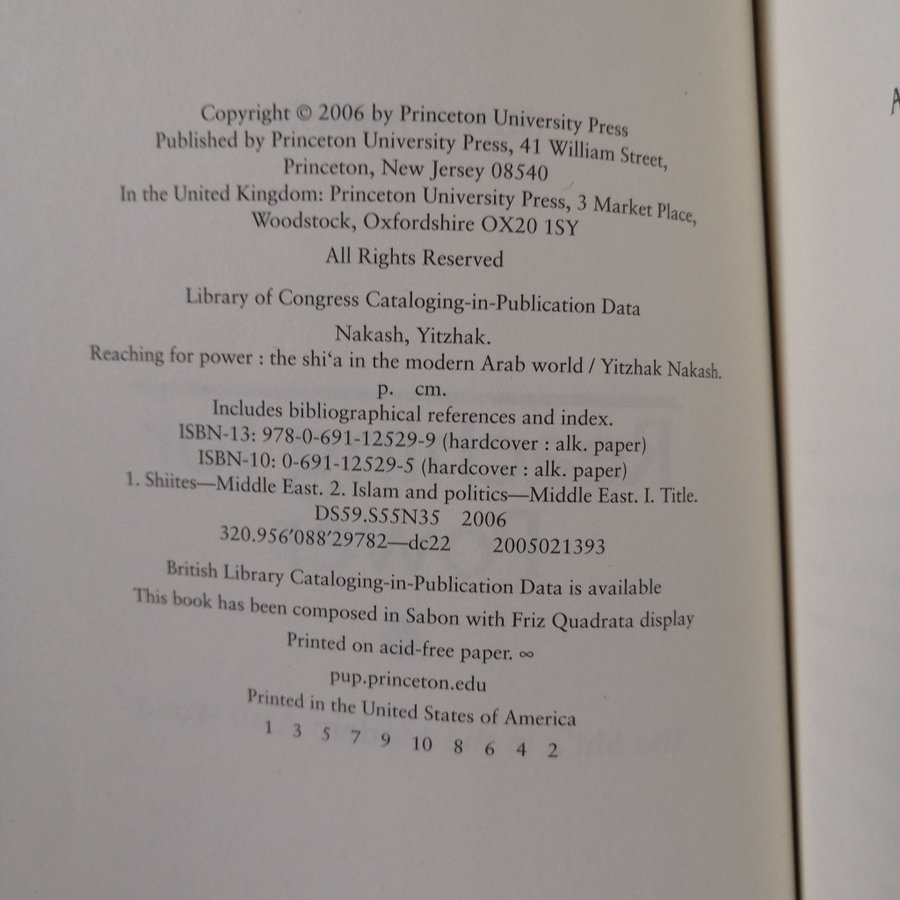 Copyright © 2006 by Princeton University Press
Published by Princeton University Press, 41 William Street,
Princeton, New Jersey 08540
In the United Kingdom: Princeton University Press, 3 Market Place,
Woodstock, Oxfordshire OX20 1SY
All Rights Reserved
Library of Congress Cataloging-in-Publication Data
Nakash, Yitzhak.
Reaching for power : the shi‘a in the modern Arab world / Yitzhak Nakash.
p. cm.
Includes bibliographical references and index.
ISBN-13: 978-0-691-12529-9 (hardcover : alk. paper)
ISBN-10: 0-691-12529-5 (hardcover : alk. paper)
1. Shiites—Middle East. 2. Islam and politics—Middle East. I. Title.
DS59.S55N35 2006
320.956′088′29782—dc22 2005021393
British Library Cataloging-in-Publication Data is available
This book has been composed in Sabon with Friz Quadrata display
Printed on acid-free paper. ∞
pup.princeton.edu
Printed in the United States of America
1 3 5 7 9 10 8 6 4 2